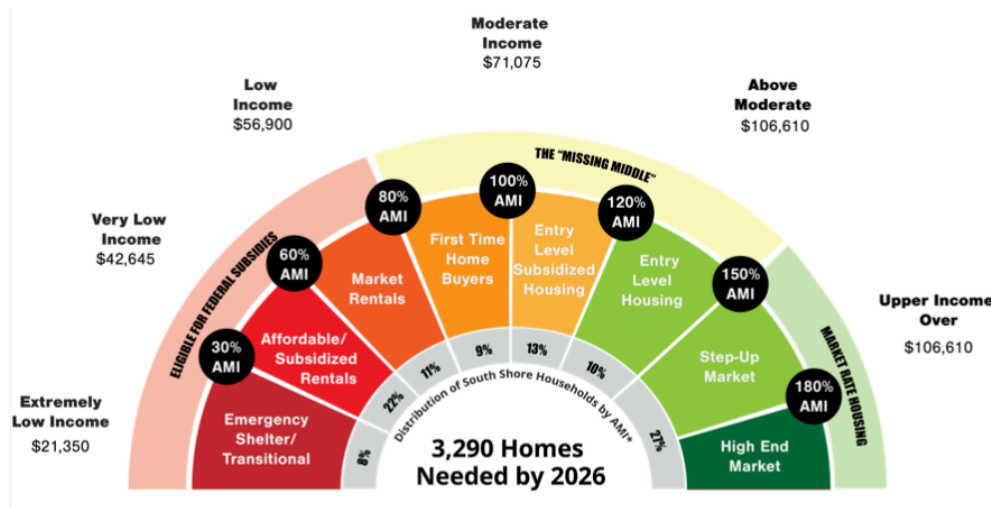 Moderate
Income
$71,075
Low
Income
$56,900
Above
Moderate
$106,610
Very Low
Income
$42,645
Upper Income
Over
$106,610
Extremely
Low Income
$21,350
ELIGIBLE FOR FEDERAL SUBSIDIES
THE "MISSING MIDDLE"
MARKET RATE HOUSING
30%
AMI
60%
AMI
80%
AMI
100%
AMI
120%
AMI
150%
AMI
180%
AMI
Emergency
Shelter/
Transitional
Affordable/
Subsidized
Rentals
Market
Rentals
First Time
Home
Buyers
Entry
Level
Subsidized
Housing
Entry
Level
Housing
Step-Up
Market
High End
Market
8%
22%
11%
9%
13%
10%
27%
Distribution of South Shore Households by AMI*
3,290 Homes
Needed by 2026